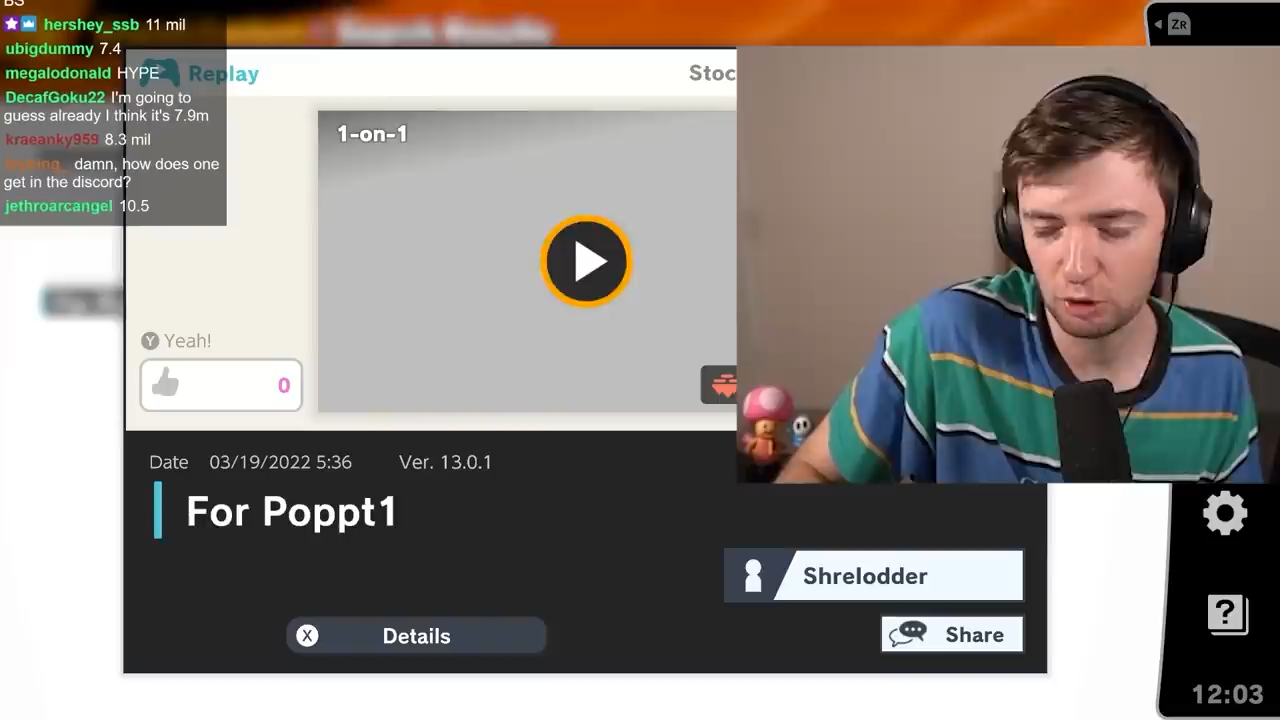 BS
hershey_ssb 11 mil
ubigdummy 7.4
megalodonald HYPE
DecafGoku22 I'm going to
guess already I think it's 7.9m
kraeanky959 8.3 mil
damn, how does one
get in the discord?
jethroarcangel 10.5
Replay
Stoc
1-on-1
Y Yeah!
0
Date 03/19/2022 5:36 Ver. 13.0.1
For Poppt1
Shrelodder
X Details
Share
ZR
?
12:03